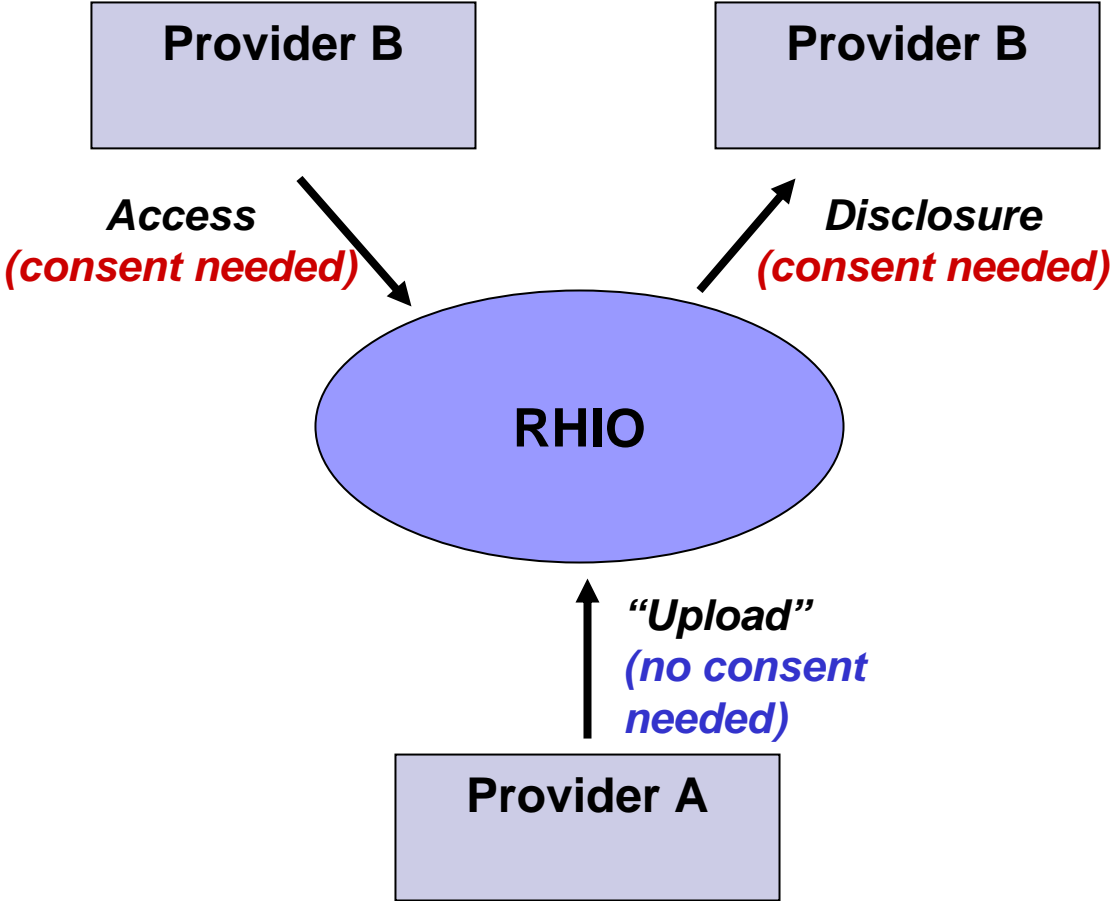 Provider B
Provider B
Access
(consent needed)
Disclosure
(consent needed)
RHIO
“Upload”
(no consent
needed)
Provider A